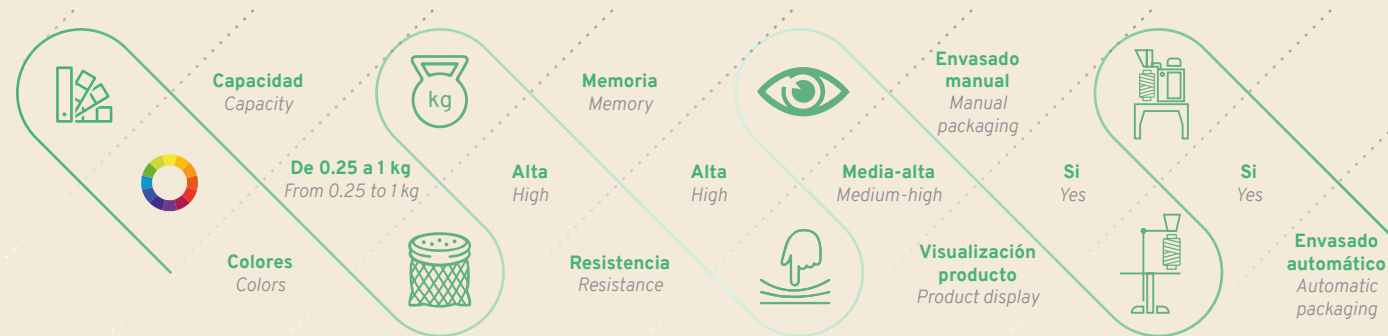 Capacidad
Capacity
kg
Memoria
Memory
Envasado
manual
Manual
packaging
De 0.25 a 1 kg
From 0.25 to 1 kg
Alta
High
Alta
High
Media-alta
Medium-high
Si
Yes
Si
Yes
Colores
Colors
Resistencia
Resistance
Visualización
producto
Product display
Envasado
automático
Automatic
packaging